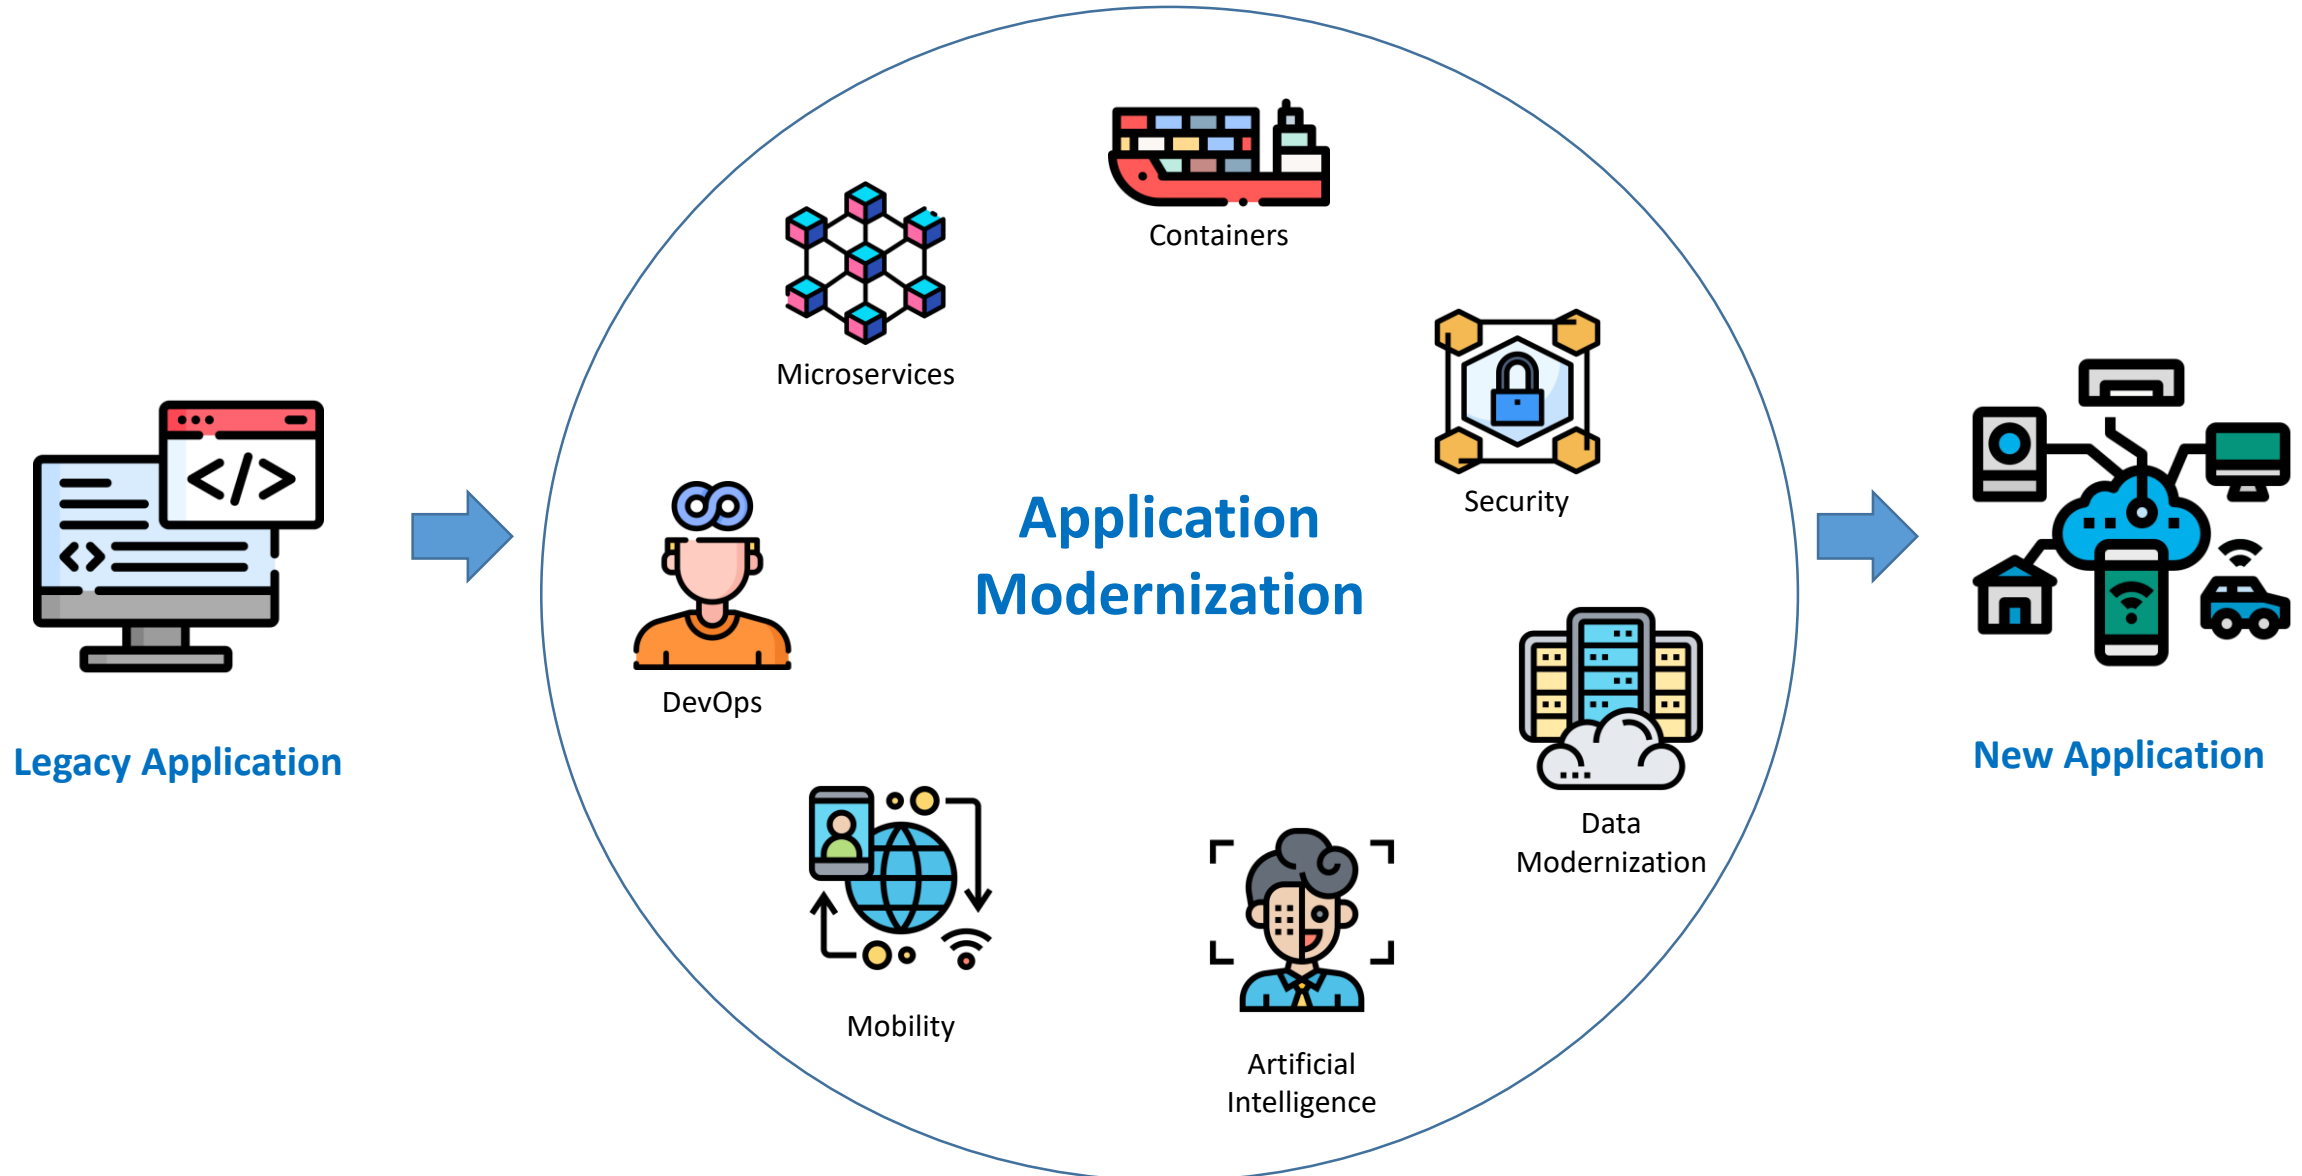 Containers
Microservices
Security
Application
Modernization
DevOps
Legacy Application
New Application
Data
Modernization
Mobility
Artificial
Intelligence